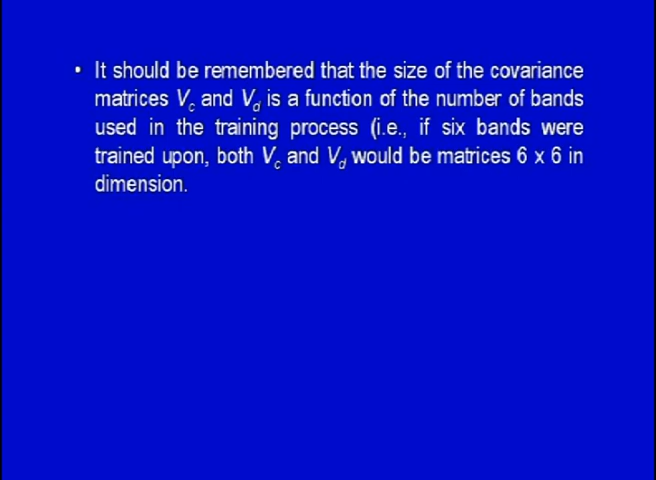 • It should be remembered that the size of the covariance
matrices Vc and Vd is a function of the number of bands
used in the training process (i.e., if six bands were
trained upon, both Vc and Vd would be matrices 6 x 6 in
dimension.